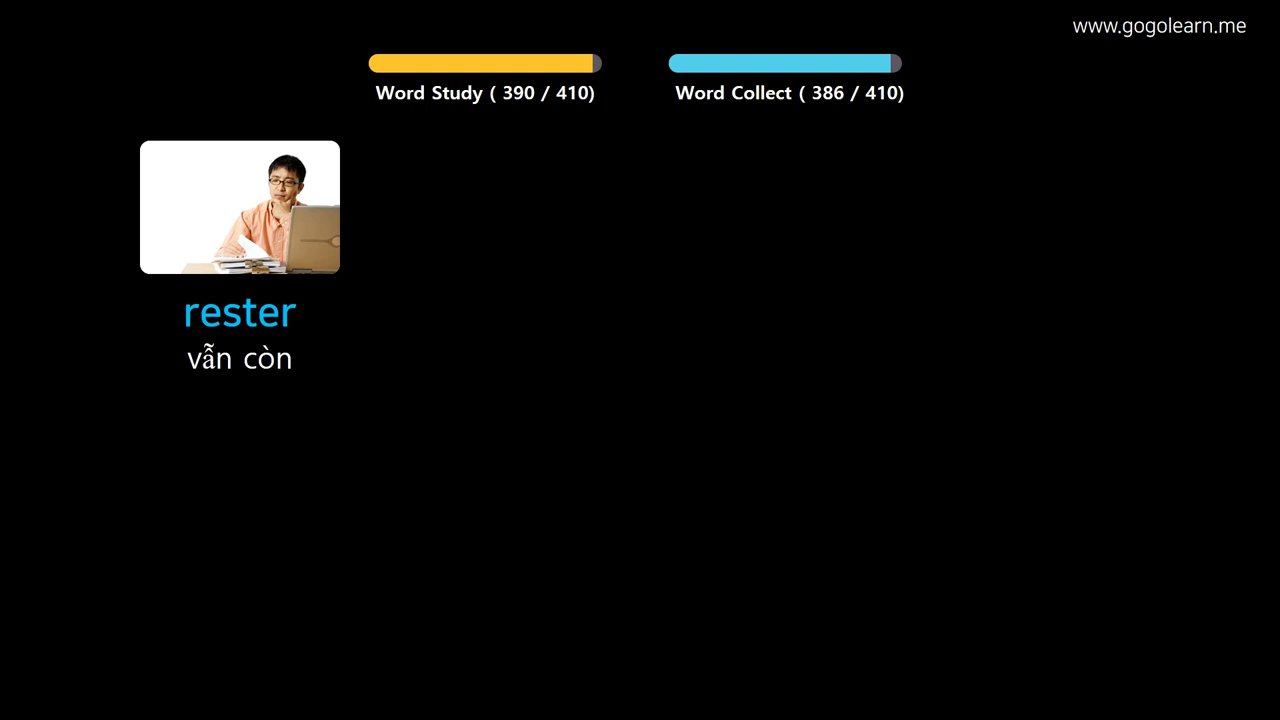 www.gogolearn.me
Word Study ( 390 / 410)
Word Collect ( 386 / 410)
rester
vẫn còn